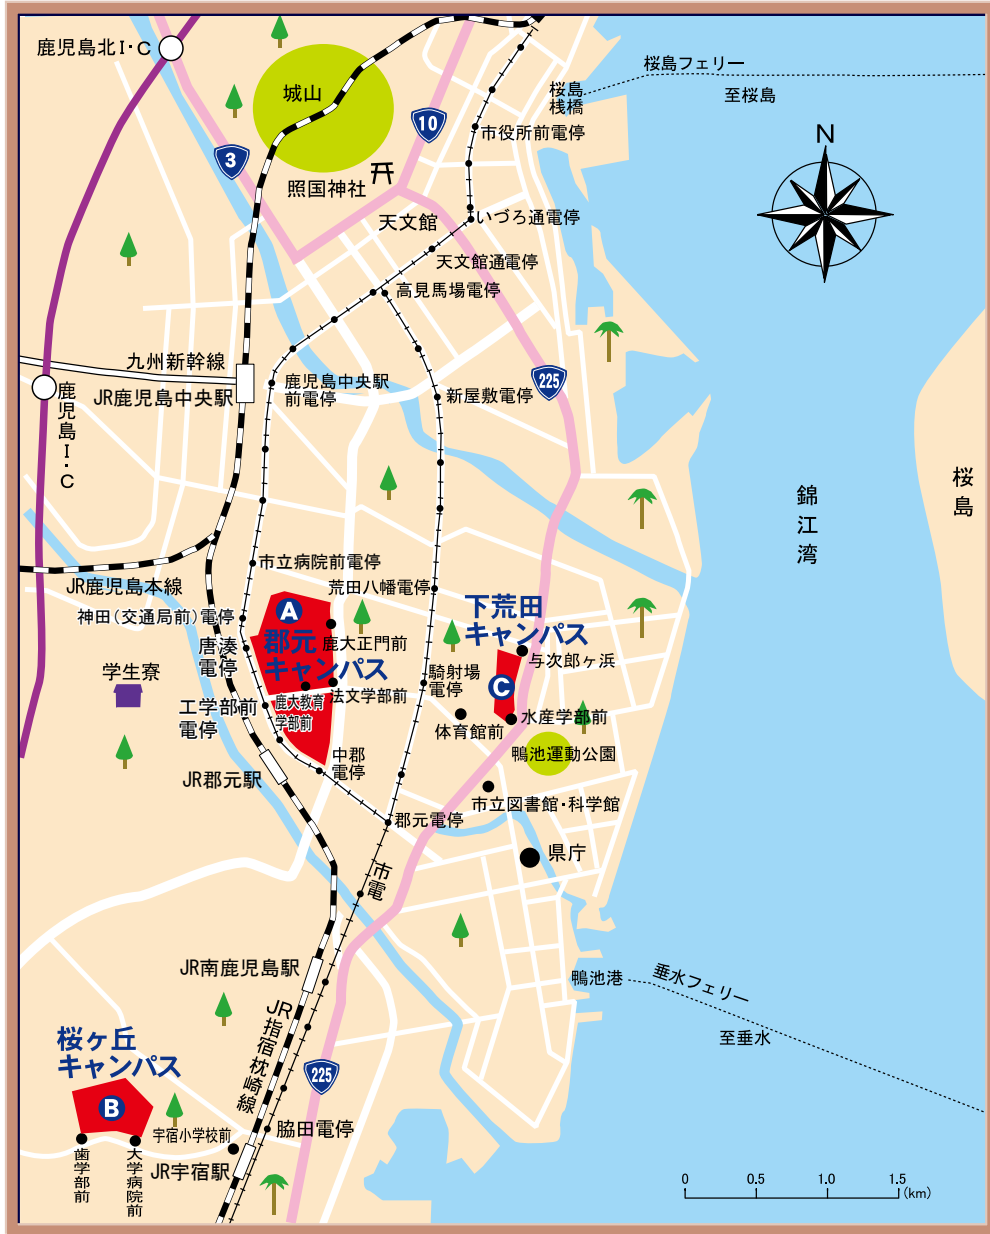 鹿児島北I・C
城山
桜島フェリー
至桜島
桜島
桟橋
N
10
3
市役所前電停
照国神社
天文館
いづろ通電停
天文館通電停
高見馬場電停
九州新幹線
JR鹿児島中央駅
鹿児島中央駅
前電停
新屋敷電停
225
鹿児島I・C
錦江湾
桜島
市立病院前電停
JR鹿児島本線
荒田八幡電停
神田(交通局前)電停
A
郡元
キャンパス
鹿大正門前
下荒田
キャンパス
唐湊
電停
与次郎ヶ浜
学生寮
騎射場
電停
C
法文学部前
鹿大教育
学部前
工学部前
電停
水産学部前
体育館前
中郡
電停
鴨池運動公園
JR郡元駅
市立図書館・科学館
郡元電停
県庁
市電
JR南鹿児島駅
鴨池港
垂水フェリー
至垂水
JR指宿枕崎線
桜ヶ丘
キャンパス
225
B
宇宿小学校前
脇田電停
歯学部前
大学病院前
JR宇宿駅
0 0.5 1.0 1.5
(km)